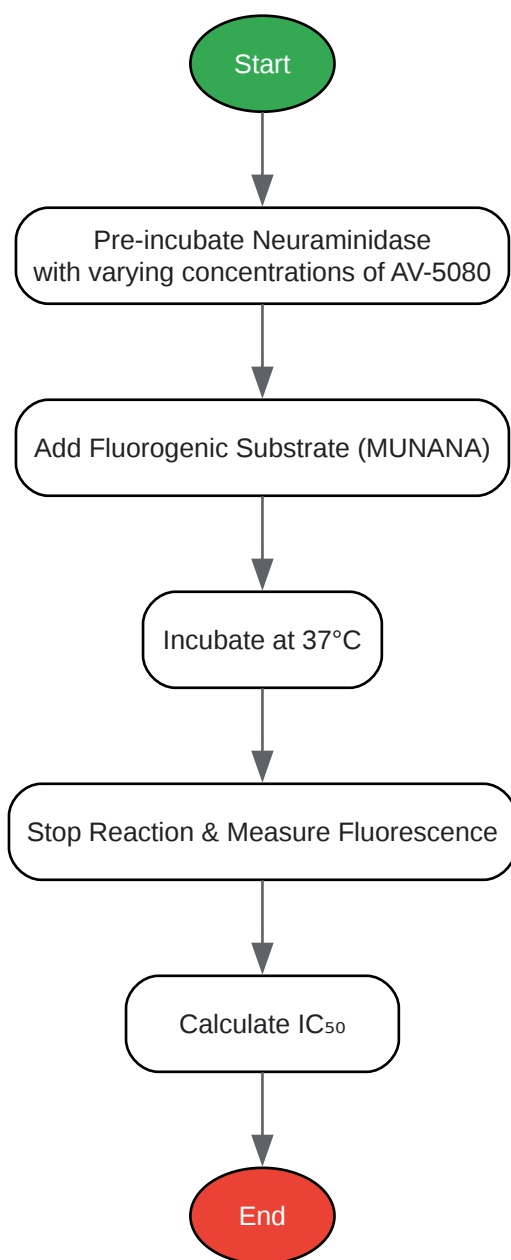 Start
Pre-incubate Neuraminidase
with varying concentrations of AV-5080
Add Fluorogenic Substrate (MUNANA)
Incubate at 37°C
Stop Reaction & Measure Fluorescence
Calculate IC₅₀
End